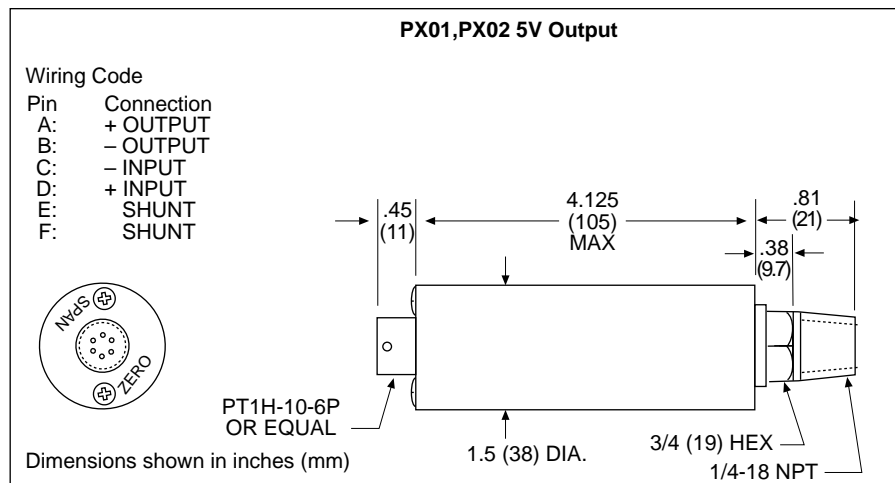 PX01,PX02 5V Output
Wiring Code
Pin Connection
A: + OUTPUT
B: – OUTPUT
C: – INPUT
D: + INPUT
E: SHUNT
F: SHUNT
.45
(11)
4.125
(105)
MAX
.81
(21)
.38
(9.7)
SPAN
ZERO
PT1H-10-6P
OR EQUAL
1.5 (38) DIA.
3/4 (19) HEX
1/4-18 NPT
Dimensions shown in inches (mm)